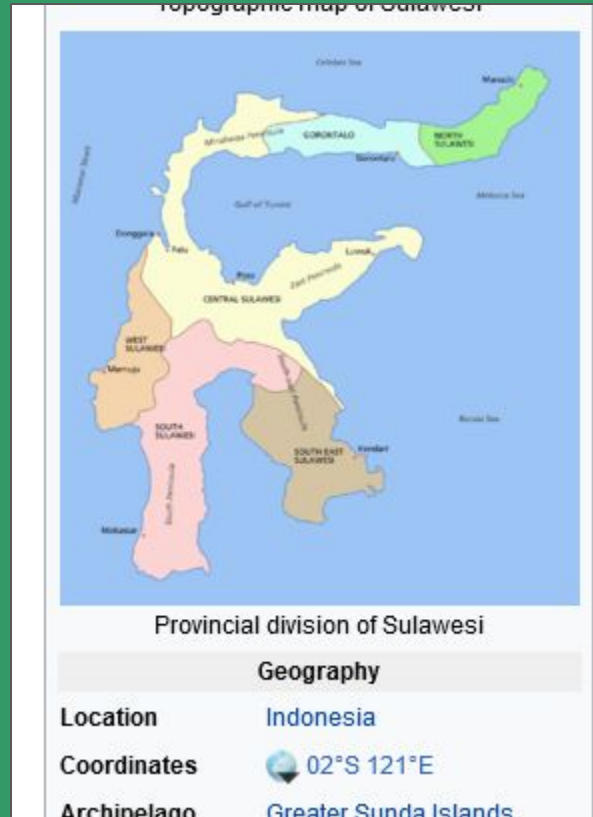 Topographic map of Sulawesi
Celebes Sea
Manado
Minahasa Peninsula
GORONTALO
NORTH
SULAWESI
Gorontalo
Makassar Strait
Molucca Sea
Gulf of Tomini
Donggala
Palu
Luwuk
Poso
East Peninsula
CENTRAL SULAWESI
WEST
SULAWESI
Mamuju
South-East Peninsula
SOUTH
SULAWESI
Banda Sea
SOUTH EAST
SULAWESI
Kendari
South Peninsula
Makassar
Provincial division of Sulawesi
Geography
Location Indonesia
Coordinates 02°S 121°E
Archipelago Greater Sunda Islands